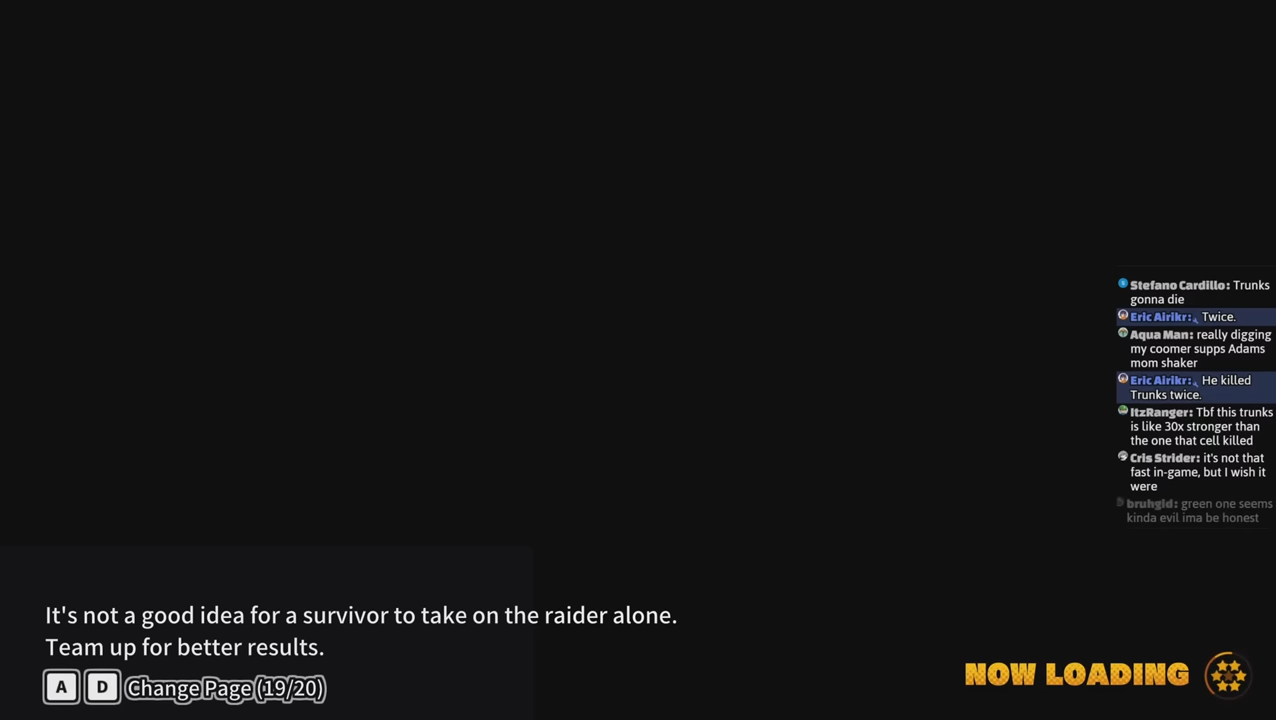 Stefano Cardillo: Trunks
gonna die
Eric Airikr: Twice.
Aqua Man: really digging
my coomer supps Adams
mom shaker
Eric Airikr: He killed
Trunks twice.
ItzRanger: Tbf this trunks
is like 30x stronger than
the one that cell killed
Cris Strider: it's not that
fast in-game, but I wish it
were
bruhgid: green one seems
kinda evil ima be honest
It's not a good idea for a survivor to take on the raider alone.
Team up for better results.
A D Change Page (19/20)
NOW LOADING